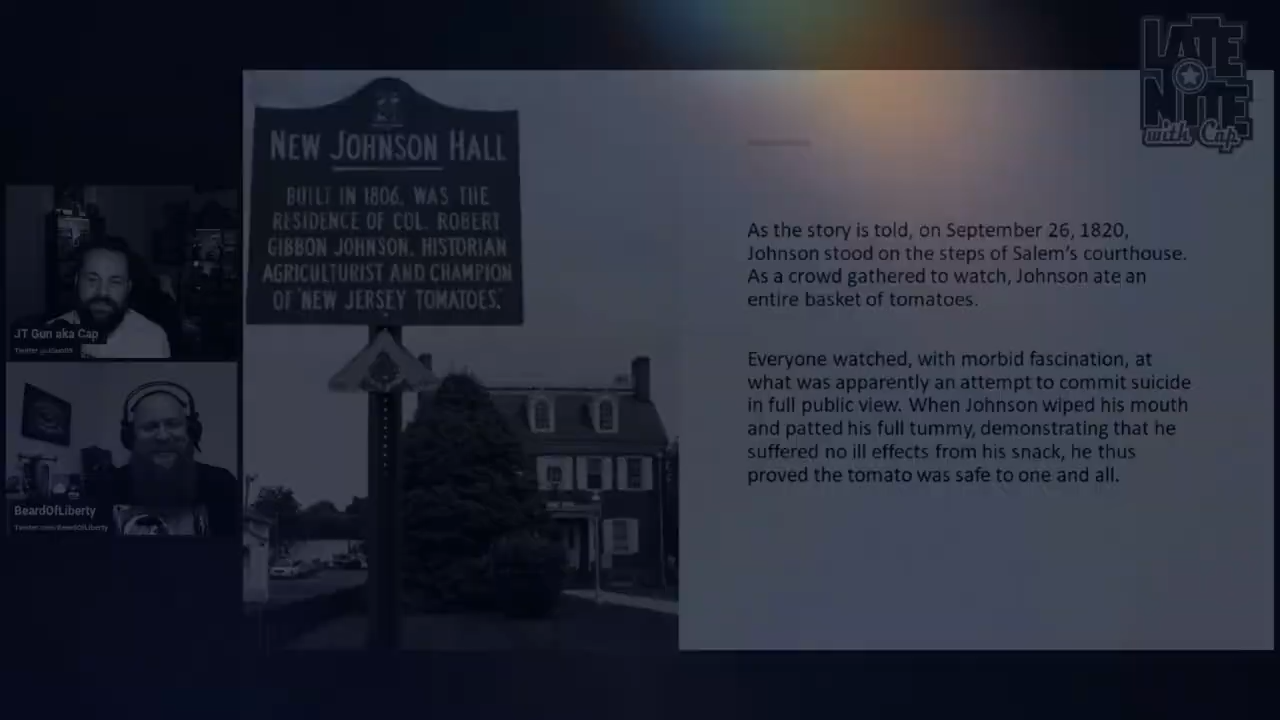 LATE
NITE
with Cap
NEW JOHNSON HALL
BUILT IN 1806, WAS THE
RESIDENCE OF COL. ROBERT
GIBBON JOHNSON, HISTORIAN
AGRICULTURIST AND CHAMPION
OF "NEW JERSEY TOMATOES."
As the story is told, on September 26, 1820,
Johnson stood on the steps of Salem's courthouse.
As a crowd gathered to watch, Johnson ate an
entire basket of tomatoes.
Everyone watched, with morbid fascination, at
what was apparently an attempt to commit suicide
in full public view. When Johnson wiped his mouth
and patted his full tummy, demonstrating that he
suffered no ill effects from his snack, he thus
proved the tomato was safe to one and all.
JT Gun aka Cap
BeardOfLiberty
Twitter.com/BeardOfLiberty